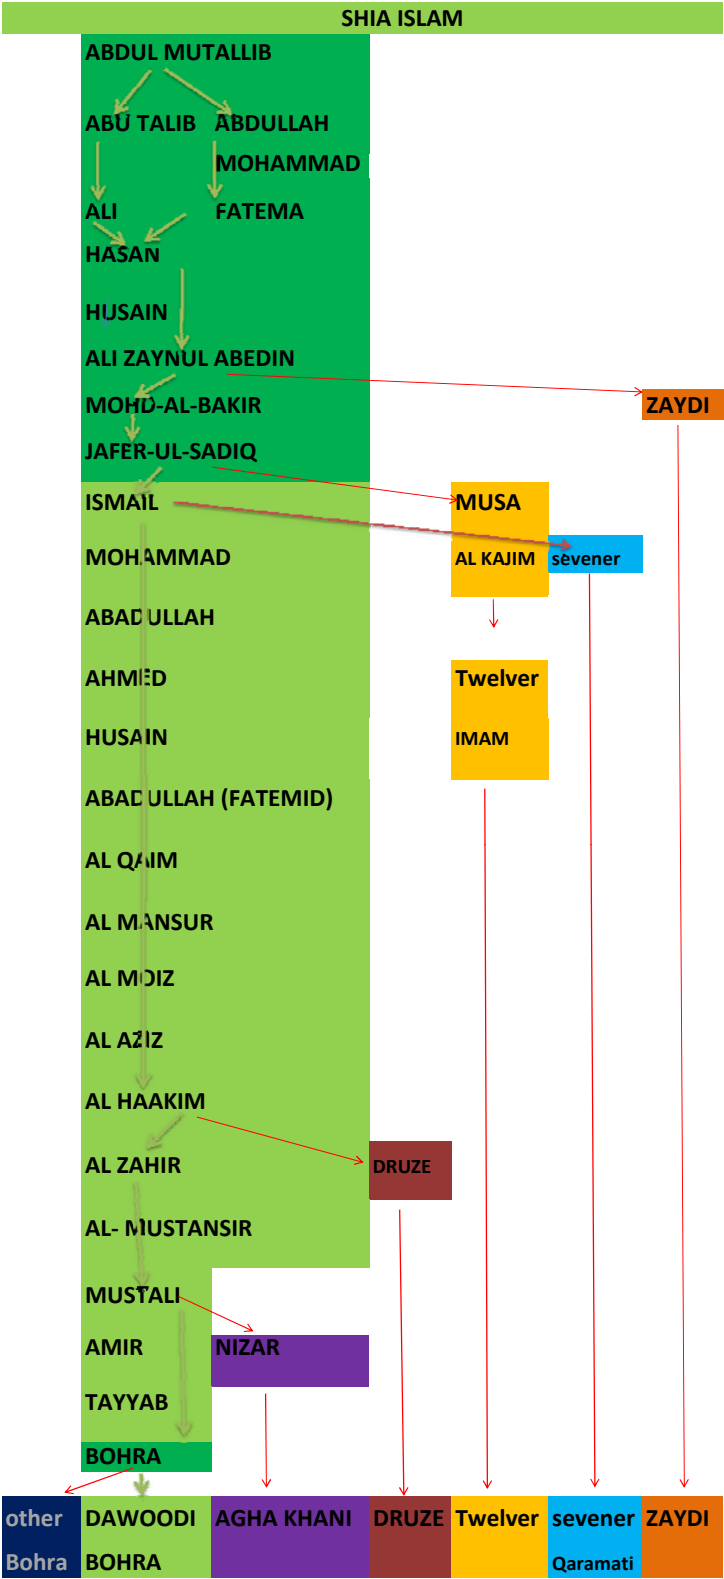 SHIA ISLAM
ABDUL MUTALLIB
ABU TALIB ABDULLAH
MOHAMMAD
ALI FATEMA
HASAN
HUSAIN
ALI ZAYNUL ABEDIN
MOHD-AL-BAKIR ZAYDI
JAFER-UL-SADIQ
ISMAIL MUSA
MOHAMMAD AL KAJIM sevener
ABADULLAH
AHMED Twelver
HUSAIN IMAM
ABADULLAH (FATEMID)
AL QAIM
AL MANSUR
AL MOIZ
AL AZIZ
AL HAAKIM
AL ZAHIR DRUZE
AL- MUSTANSIR
MUSTALI
AMIR NIZAR
TAYYAB
BOHRA
other DAWOODI AGHA KHANI DRUZE Twelver sevener ZAYDI
Bohra BOHRA Qaramati